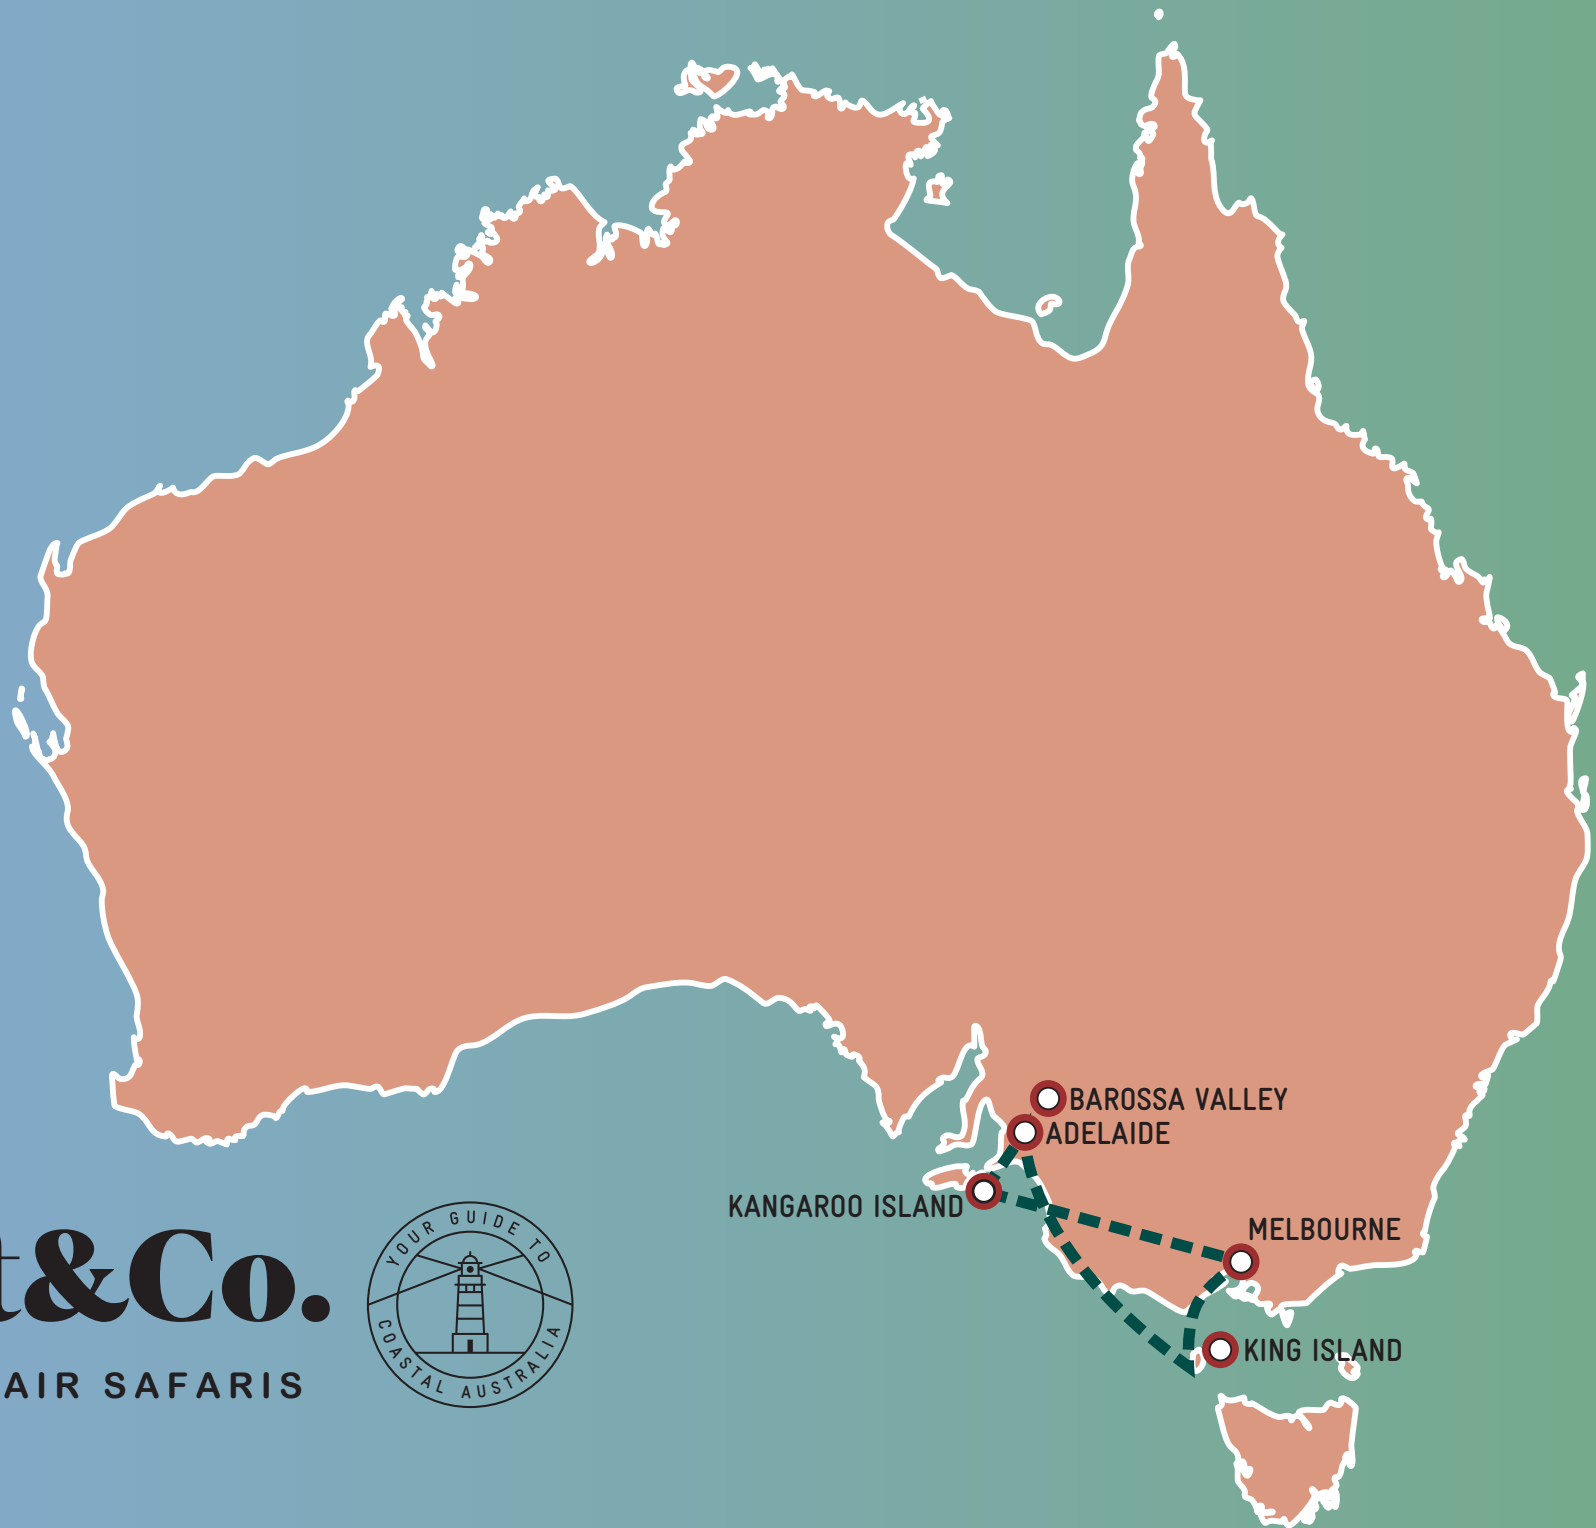 BAROSSA VALLEY
ADELAIDE
KANGAROO ISLAND
MELBOURNE
KING ISLAND
t&Co.
AIR SAFARIS
YOUR GUIDE TO
COASTAL AUSTRALIA